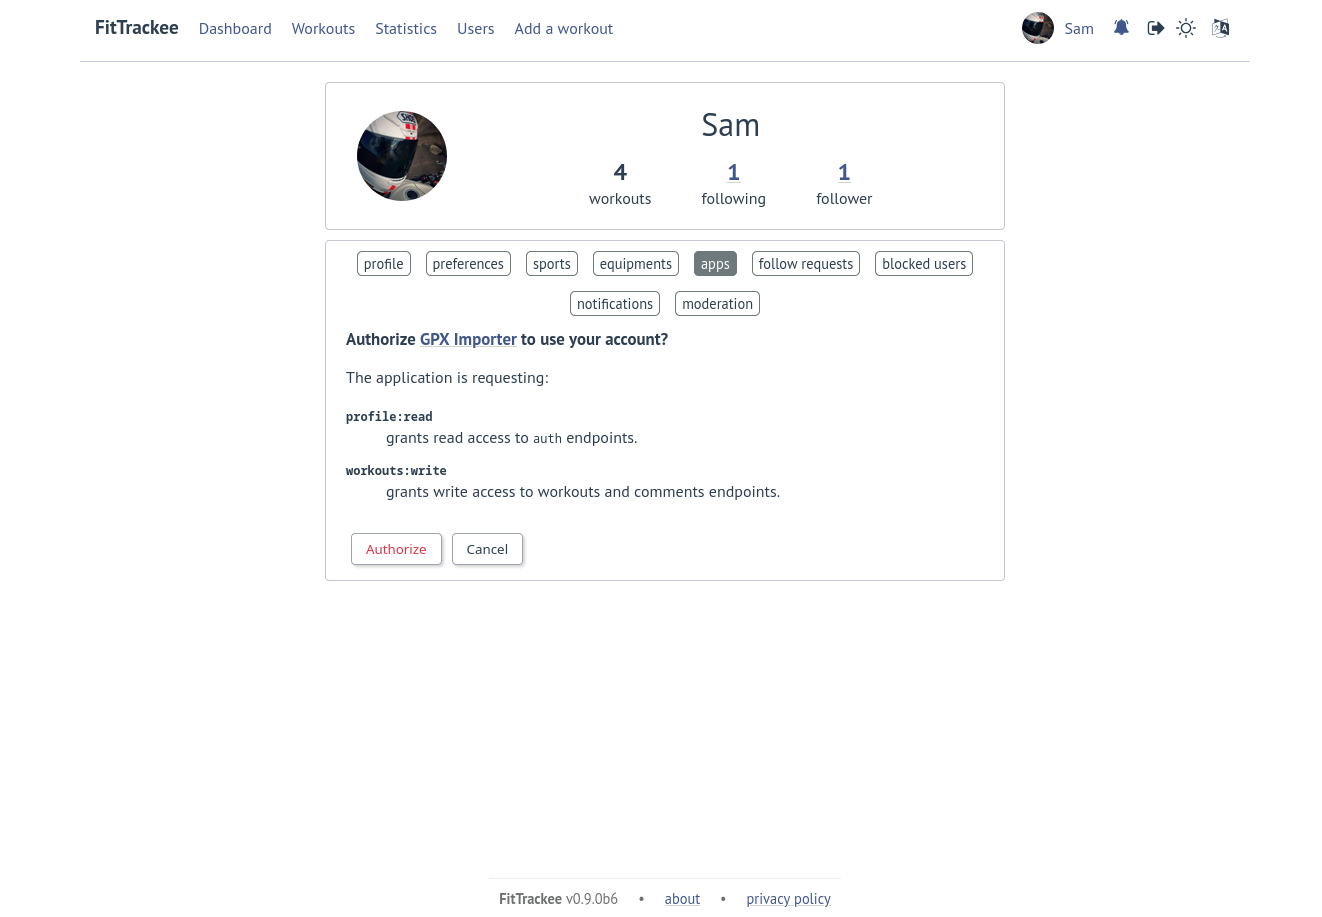 FitTrackee Dashboard Workouts Statistics Users Add a workout Sam
Sam
4 1 1
workouts following follower
profile preferences sports equipments apps follow requests blocked users
notifications moderation
Authorize GPX Importer to use your account?
The application is requesting:
profile:read
grants read access to auth endpoints.
workouts:write
grants write access to workouts and comments endpoints.
Authorize Cancel
FitTrackee v0.9.0b6 • about • privacy policy